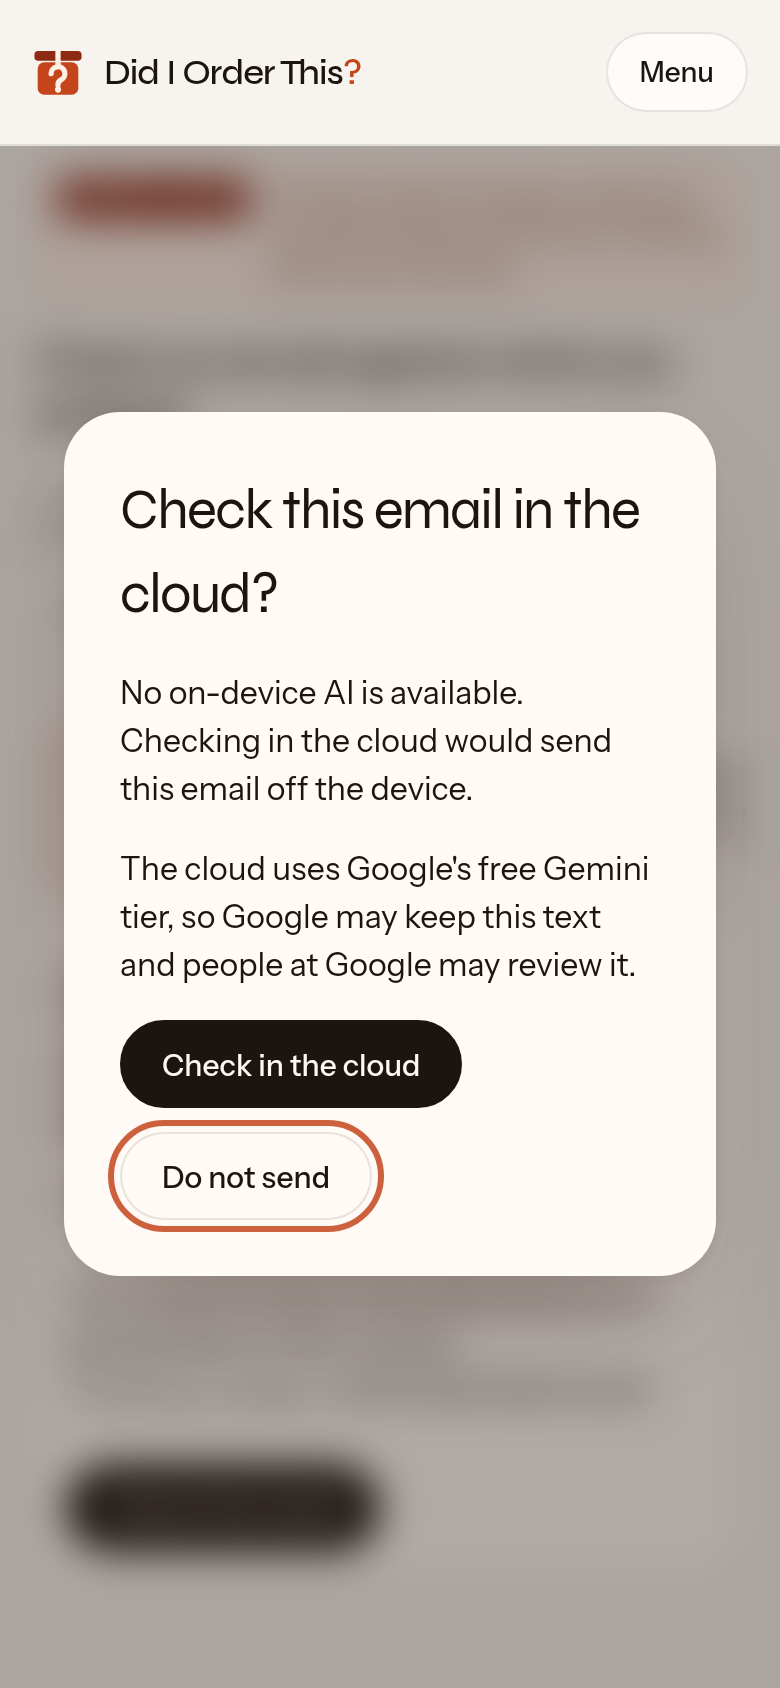 Did I Order This?
Menu
Check this email in the
cloud?
No on-device AI is available.
Checking in the cloud would send
this email off the device.
The cloud uses Google's free Gemini
tier, so Google may keep this text
and people at Google may review it.
Check in the cloud
Do not send